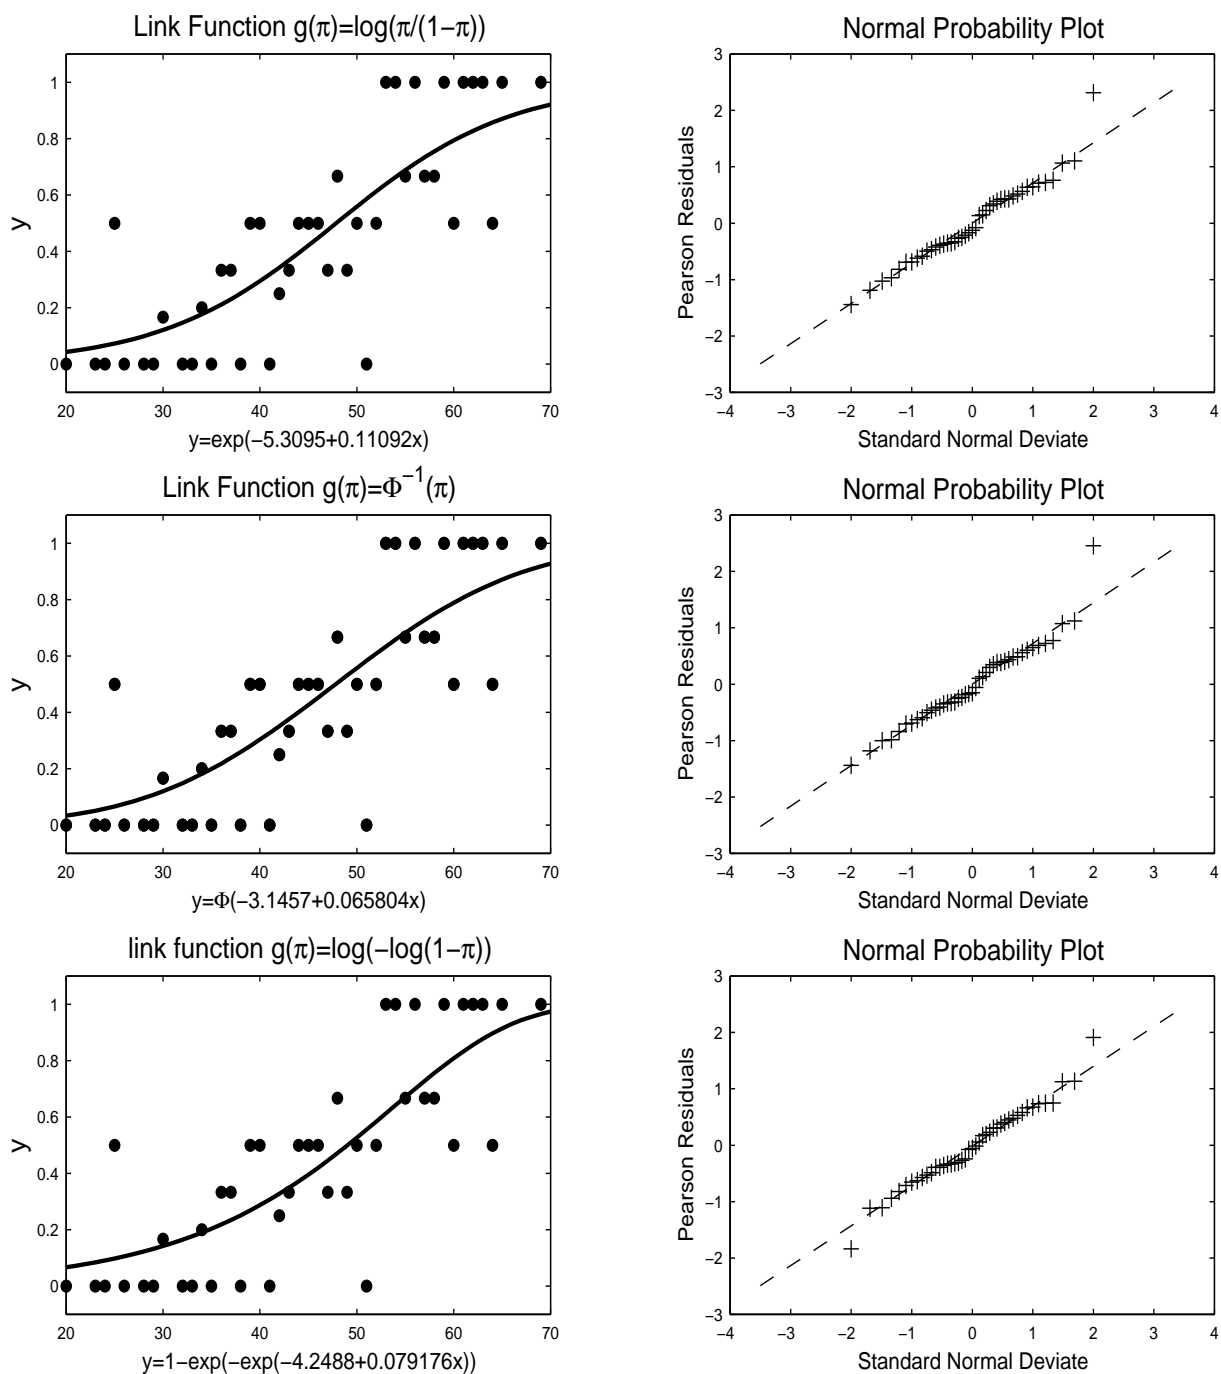 Link Function g(π)=log(π/(1−π))
1
0.8
0.6
0.4
0.2
0
y
20 30 40 50 60 70
y=exp(−5.3095+0.11092x)
Normal Probability Plot
3
2
1
0
−1
−2
−3
Pearson Residuals
−4 −3 −2 −1 0 1 2 3 4
Standard Normal Deviate
Link Function g(π)=Φ−1(π)
1
0.8
0.6
0.4
0.2
0
y
20 30 40 50 60 70
y=Φ(−3.1457+0.065804x)
Normal Probability Plot
3
2
1
0
−1
−2
−3
Pearson Residuals
−4 −3 −2 −1 0 1 2 3 4
Standard Normal Deviate
link function g(π)=log(−log(1−π))
1
0.8
0.6
0.4
0.2
0
y
20 30 40 50 60 70
y=1−exp(−exp(−4.2488+0.079176x))
Normal Probability Plot
3
2
1
0
−1
−2
−3
Pearson Residuals
−4 −3 −2 −1 0 1 2 3 4
Standard Normal Deviate